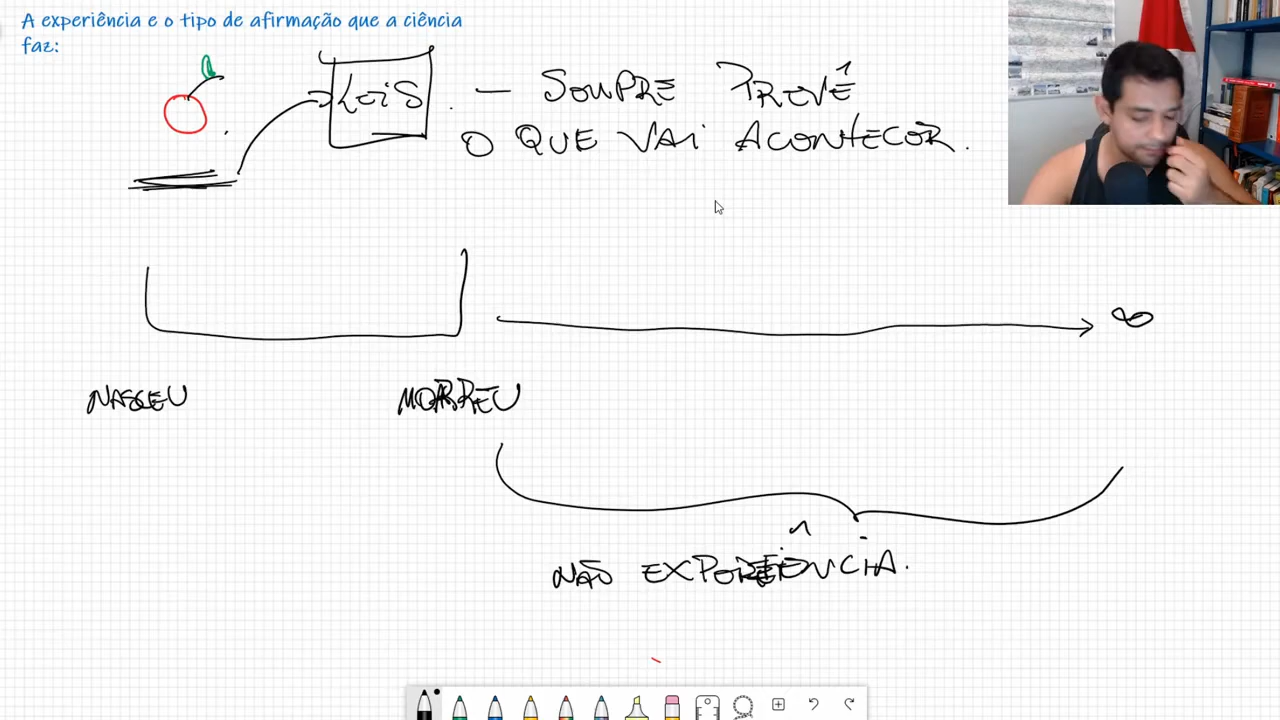 A experiência e o tipo de afirmação que a ciência
faz:
LEIS. — SEMPRE PREVÊ
O QUE VAI ACONTECER.
∞
NASCEU MORREU
NÃO EXPERIÊNCIA.